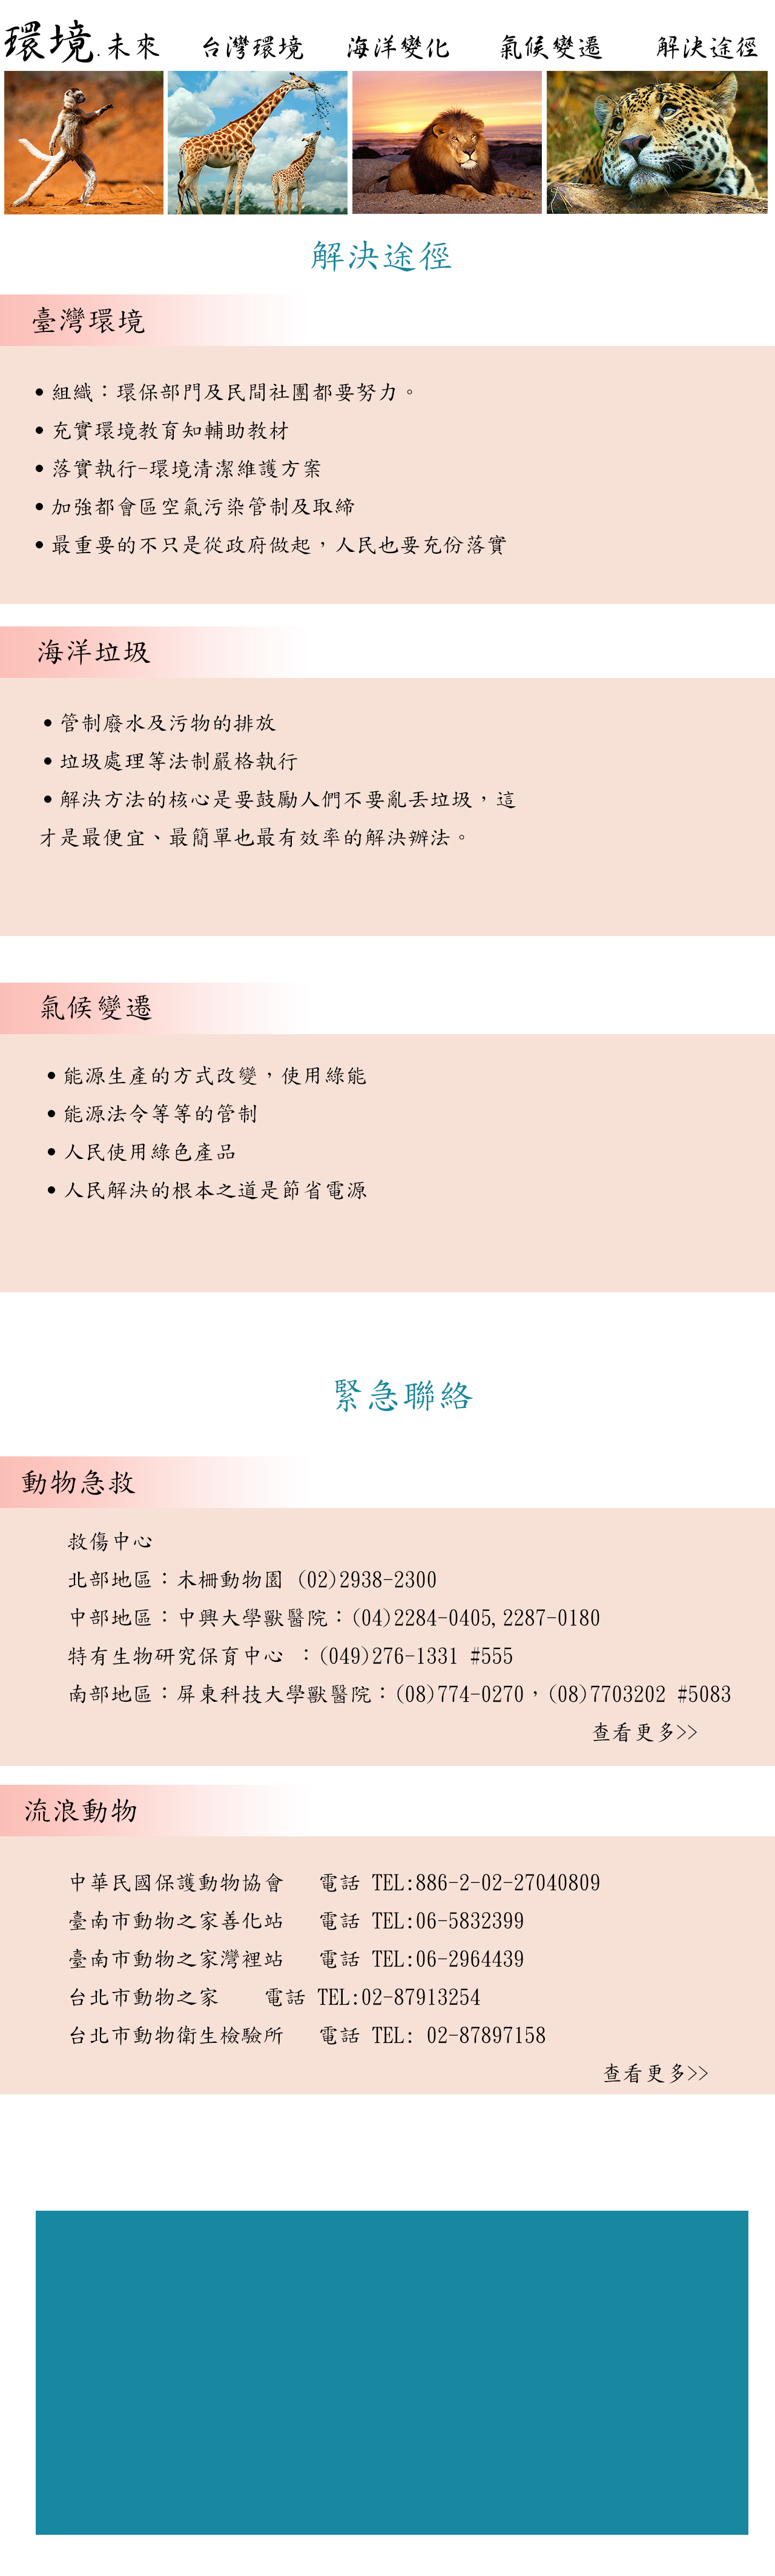 環境.未來 台灣環境 海洋變化 氣候變遷 解決途徑
解決途徑
臺灣環境
•組織：環保部門及民間社團都要努力。
•充實環境教育知輔助教材
•落實執行-環境清潔維護方案
•加強都會區空氣污染管制及取締
•最重要的不只是從政府做起，人民也要充份落實
海洋垃圾
•管制廢水及污物的排放
•垃圾處理等法制嚴格執行
•解決方法的核心是要鼓勵人們不要亂丟垃圾，這
才是最便宜、最簡單也最有效率的解決辦法。
氣候變遷
•能源生產的方式改變，使用綠能
•能源法令等等的管制
•人民使用綠色產品
•人民解決的根本之道是節省電源
緊急聯絡
動物急救
救傷中心
北部地區：木柵動物園 (02)2938-2300
中部地區：中興大學獸醫院：(04)2284-0405, 2287-0180
特有生物研究保育中心 ：(049)276-1331 #555
南部地區：屏東科技大學獸醫院：(08)774-0270，(08)7703202 #5083
查看更多>>
流浪動物
中華民國保護動物協會 電話 TEL:886-2-02-27040809
臺南市動物之家善化站 電話 TEL:06-5832399
臺南市動物之家灣裡站 電話 TEL:06-2964439
台北市動物之家 電話 TEL:02-87913254
台北市動物衛生檢驗所 電話 TEL: 02-87897158
查看更多>>